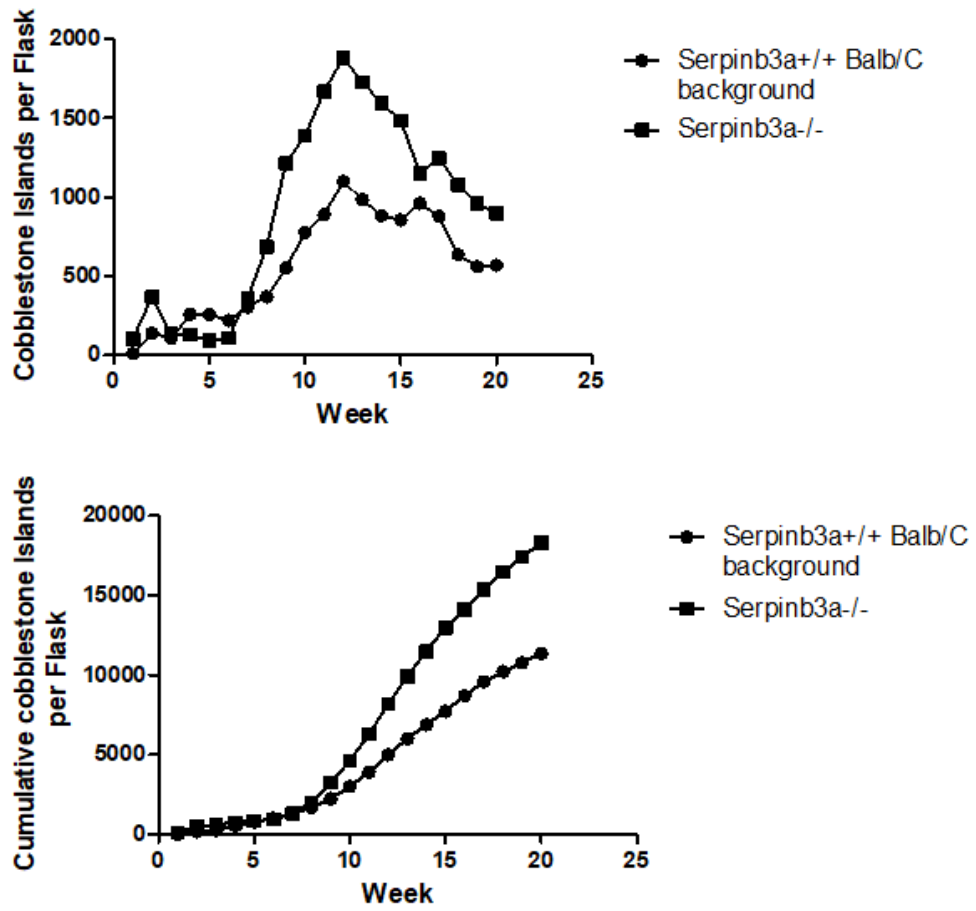 Cobblestone Islands per Flask
2000
1500
1000
500
0
0
5
10
15
20
25
Week
Serpinb3a+/+ Balb/C
background
Serpinb3a-/-
Cumulative cobblestone Islands
per Flask
20000
15000
10000
5000
0
0
5
10
15
20
25
Week
Serpinb3a+/+ Balb/C
background
Serpinb3a-/-